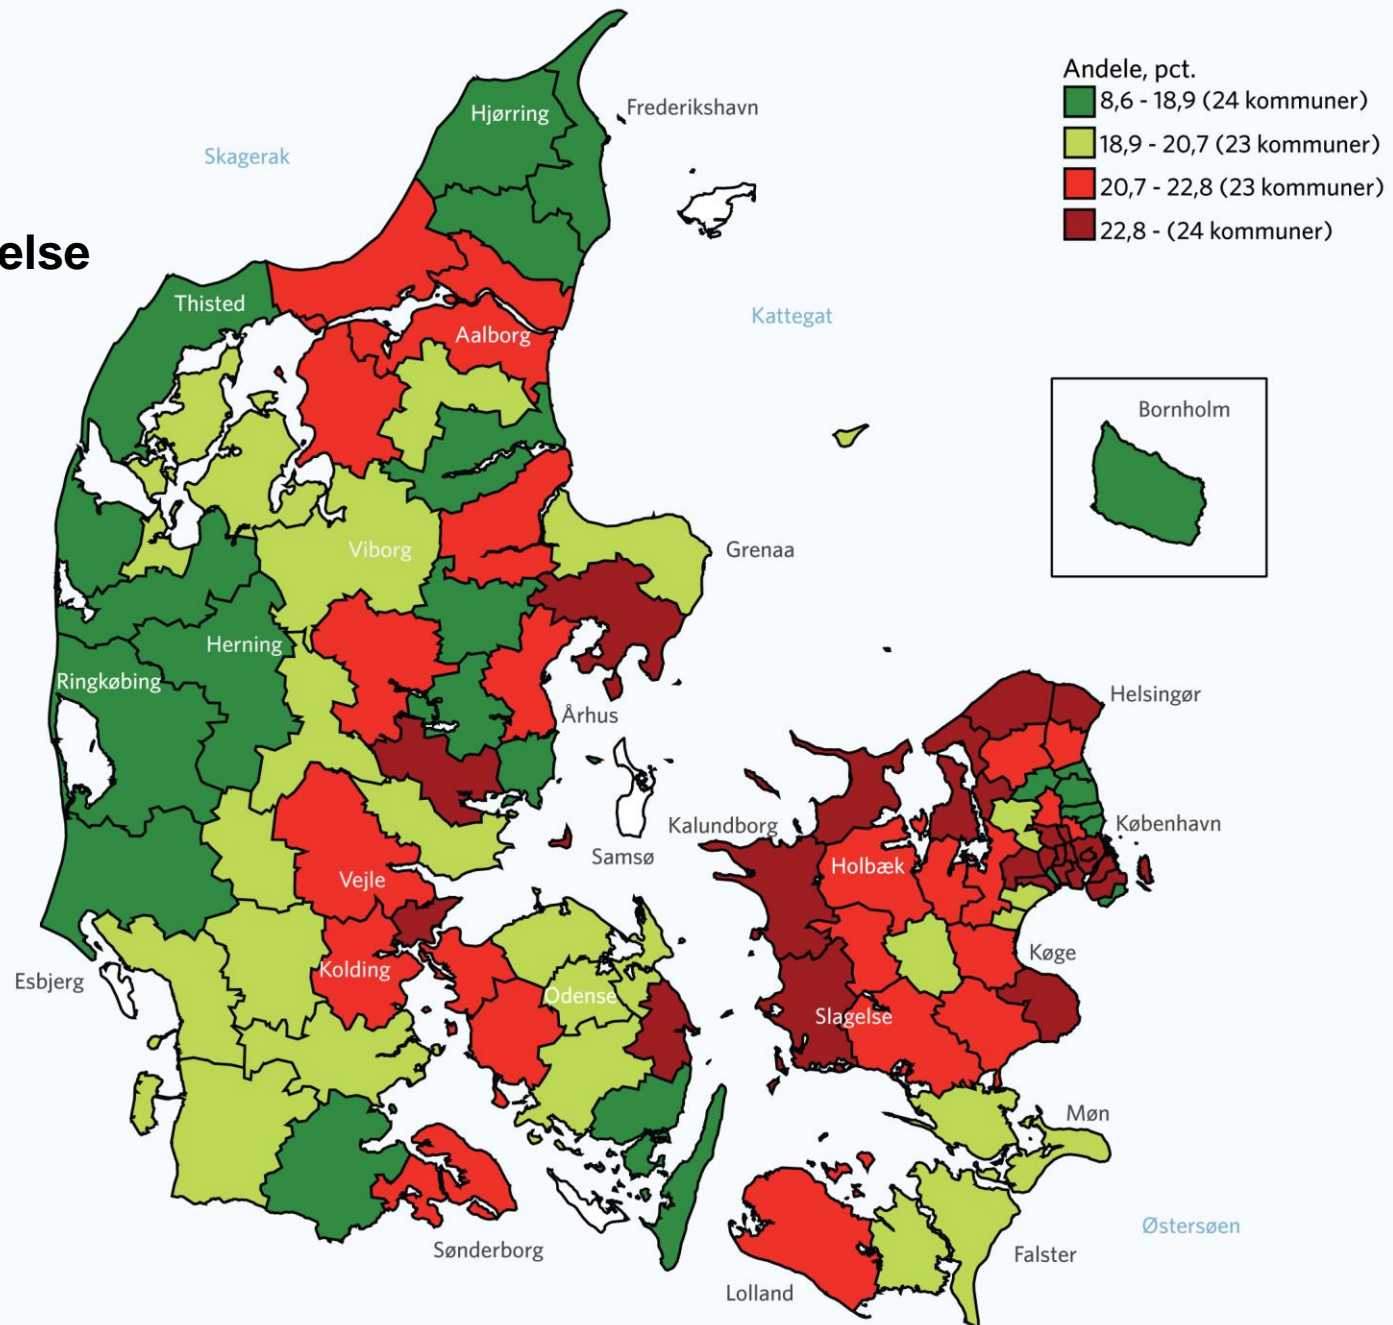 Andele, pct.
8,6 - 18,9 (24 kommuner)
18,9 - 20,7 (23 kommuner)
20,7 - 22,8 (23 kommuner)
22,8 - (24 kommuner)
else
Hjørring
Frederikshavn
Skagerak
Thisted
Aalborg
Kattegat
Bornholm
Viborg
Grenaa
Herning
Ringkøbing
Århus
Helsingør
København
Kalundborg
Samsø
Holbæk
Vejle
Køge
Esbjerg
Kolding
Odense
Slagelse
Møn
Østersøen
Falster
Sønderborg
Lolland